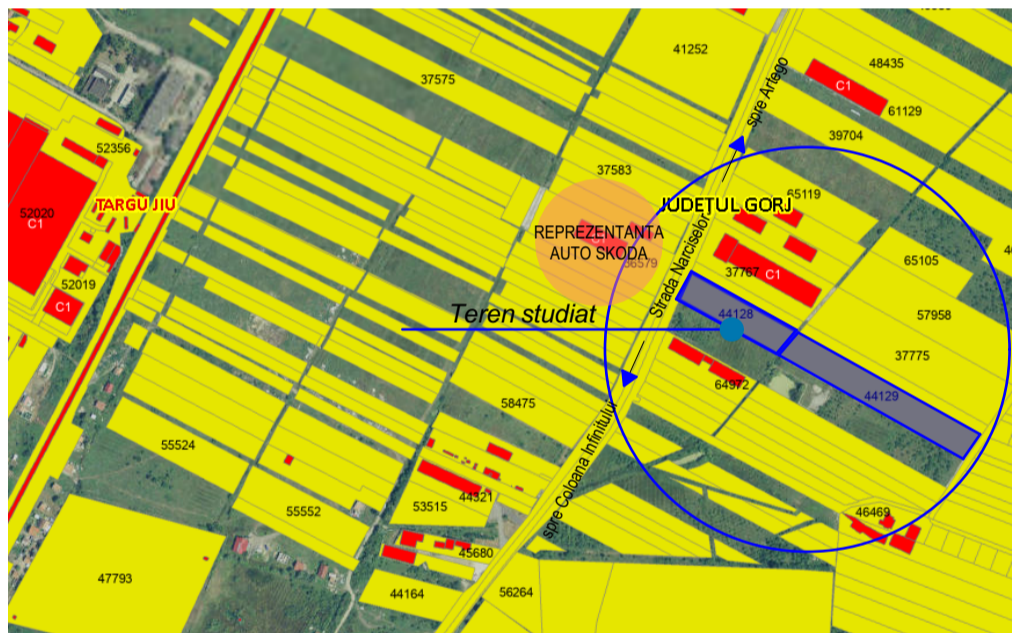 41252
48435
37575
C1
61129
spre Artego
39704
52356
37583
65119
TARGU JIU
JUDEȚUL GORJ
52020
C1
REPREZENTANTA
AUTO SKODA
36579
Strada Narciselor
65105
37767
C1
52019
C1
Teren studiat
44128
57958
37775
64972
44129
58475
spre Coloana Infinitului
55524
44321
53515
55552
46469
45680
47793
44164
56264